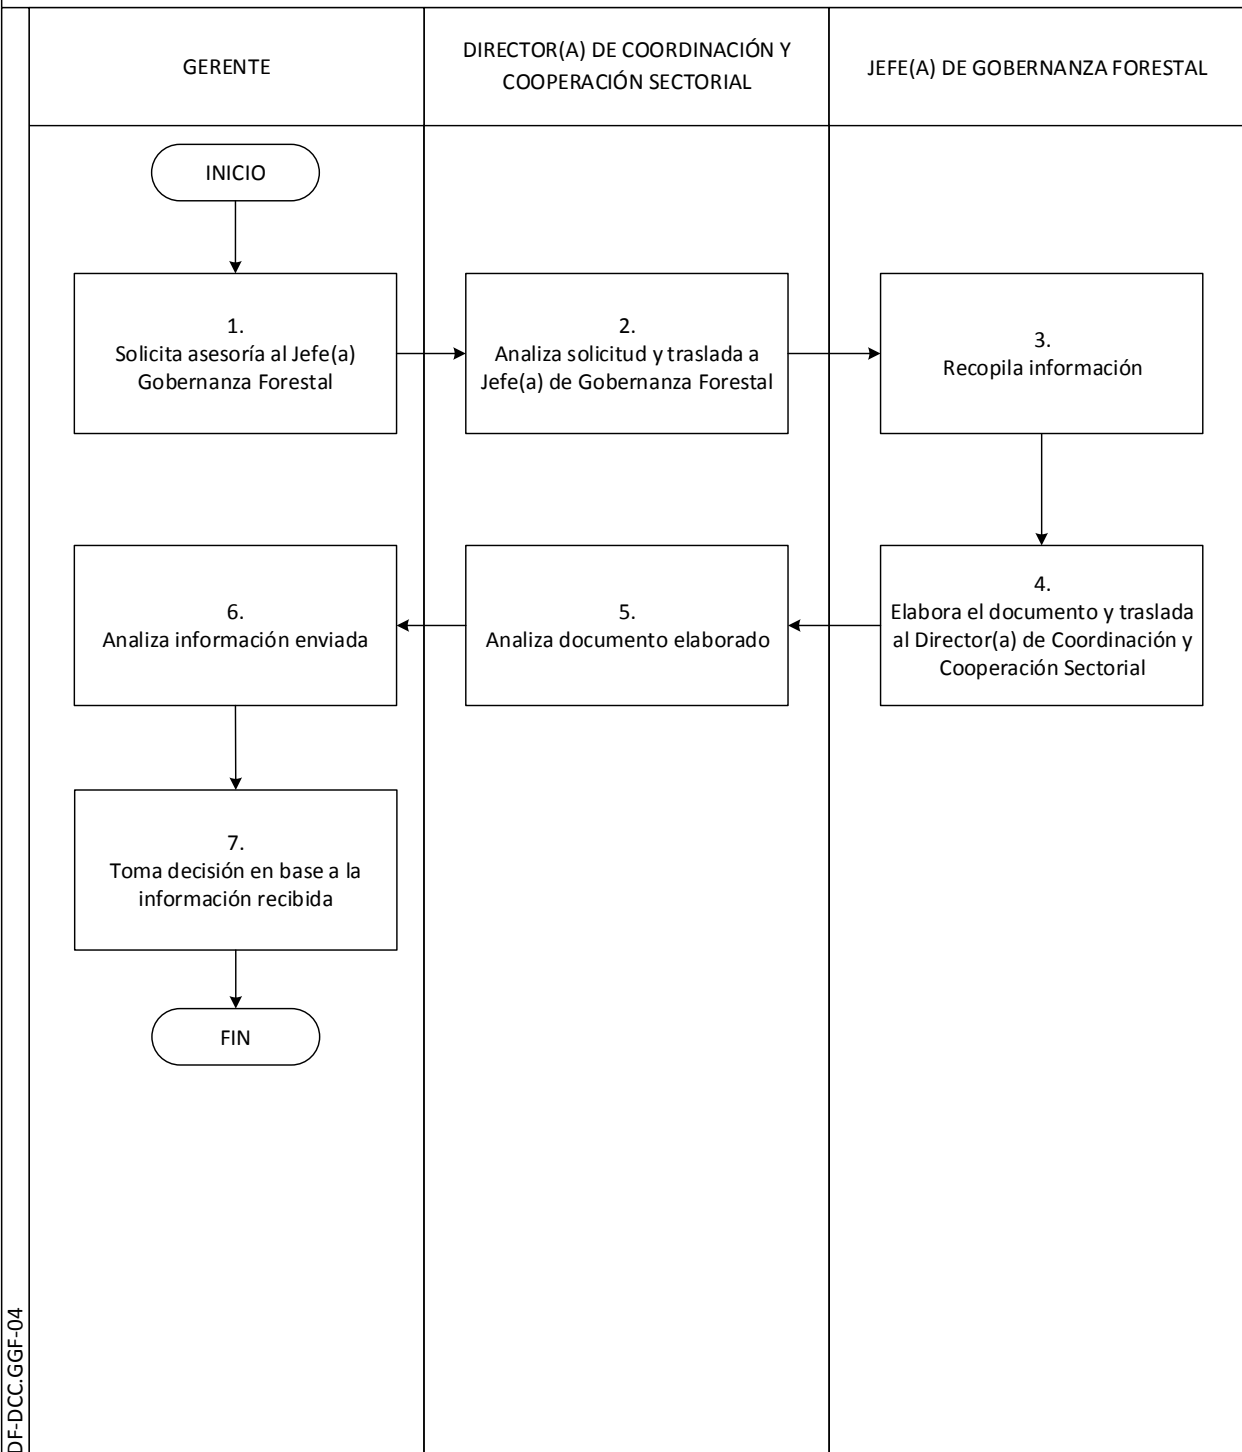 GERENTE
DIRECTOR(A) DE COORDINACIÓN Y
COOPERACIÓN SECTORIAL
JEFE(A) DE GOBERNANZA FORESTAL
INICIO
1.
Solicita asesoría al Jefe(a)
Gobernanza Forestal
2.
Analiza solicitud y traslada a
Jefe(a) de Gobernanza Forestal
3.
Recopila información
4.
Elabora el documento y traslada
al Director(a) de Coordinación y
Cooperación Sectorial
5.
Analiza documento elaborado
6.
Analiza información enviada
7.
Toma decisión en base a la
información recibida
FIN
DF-DCC.GGF-04